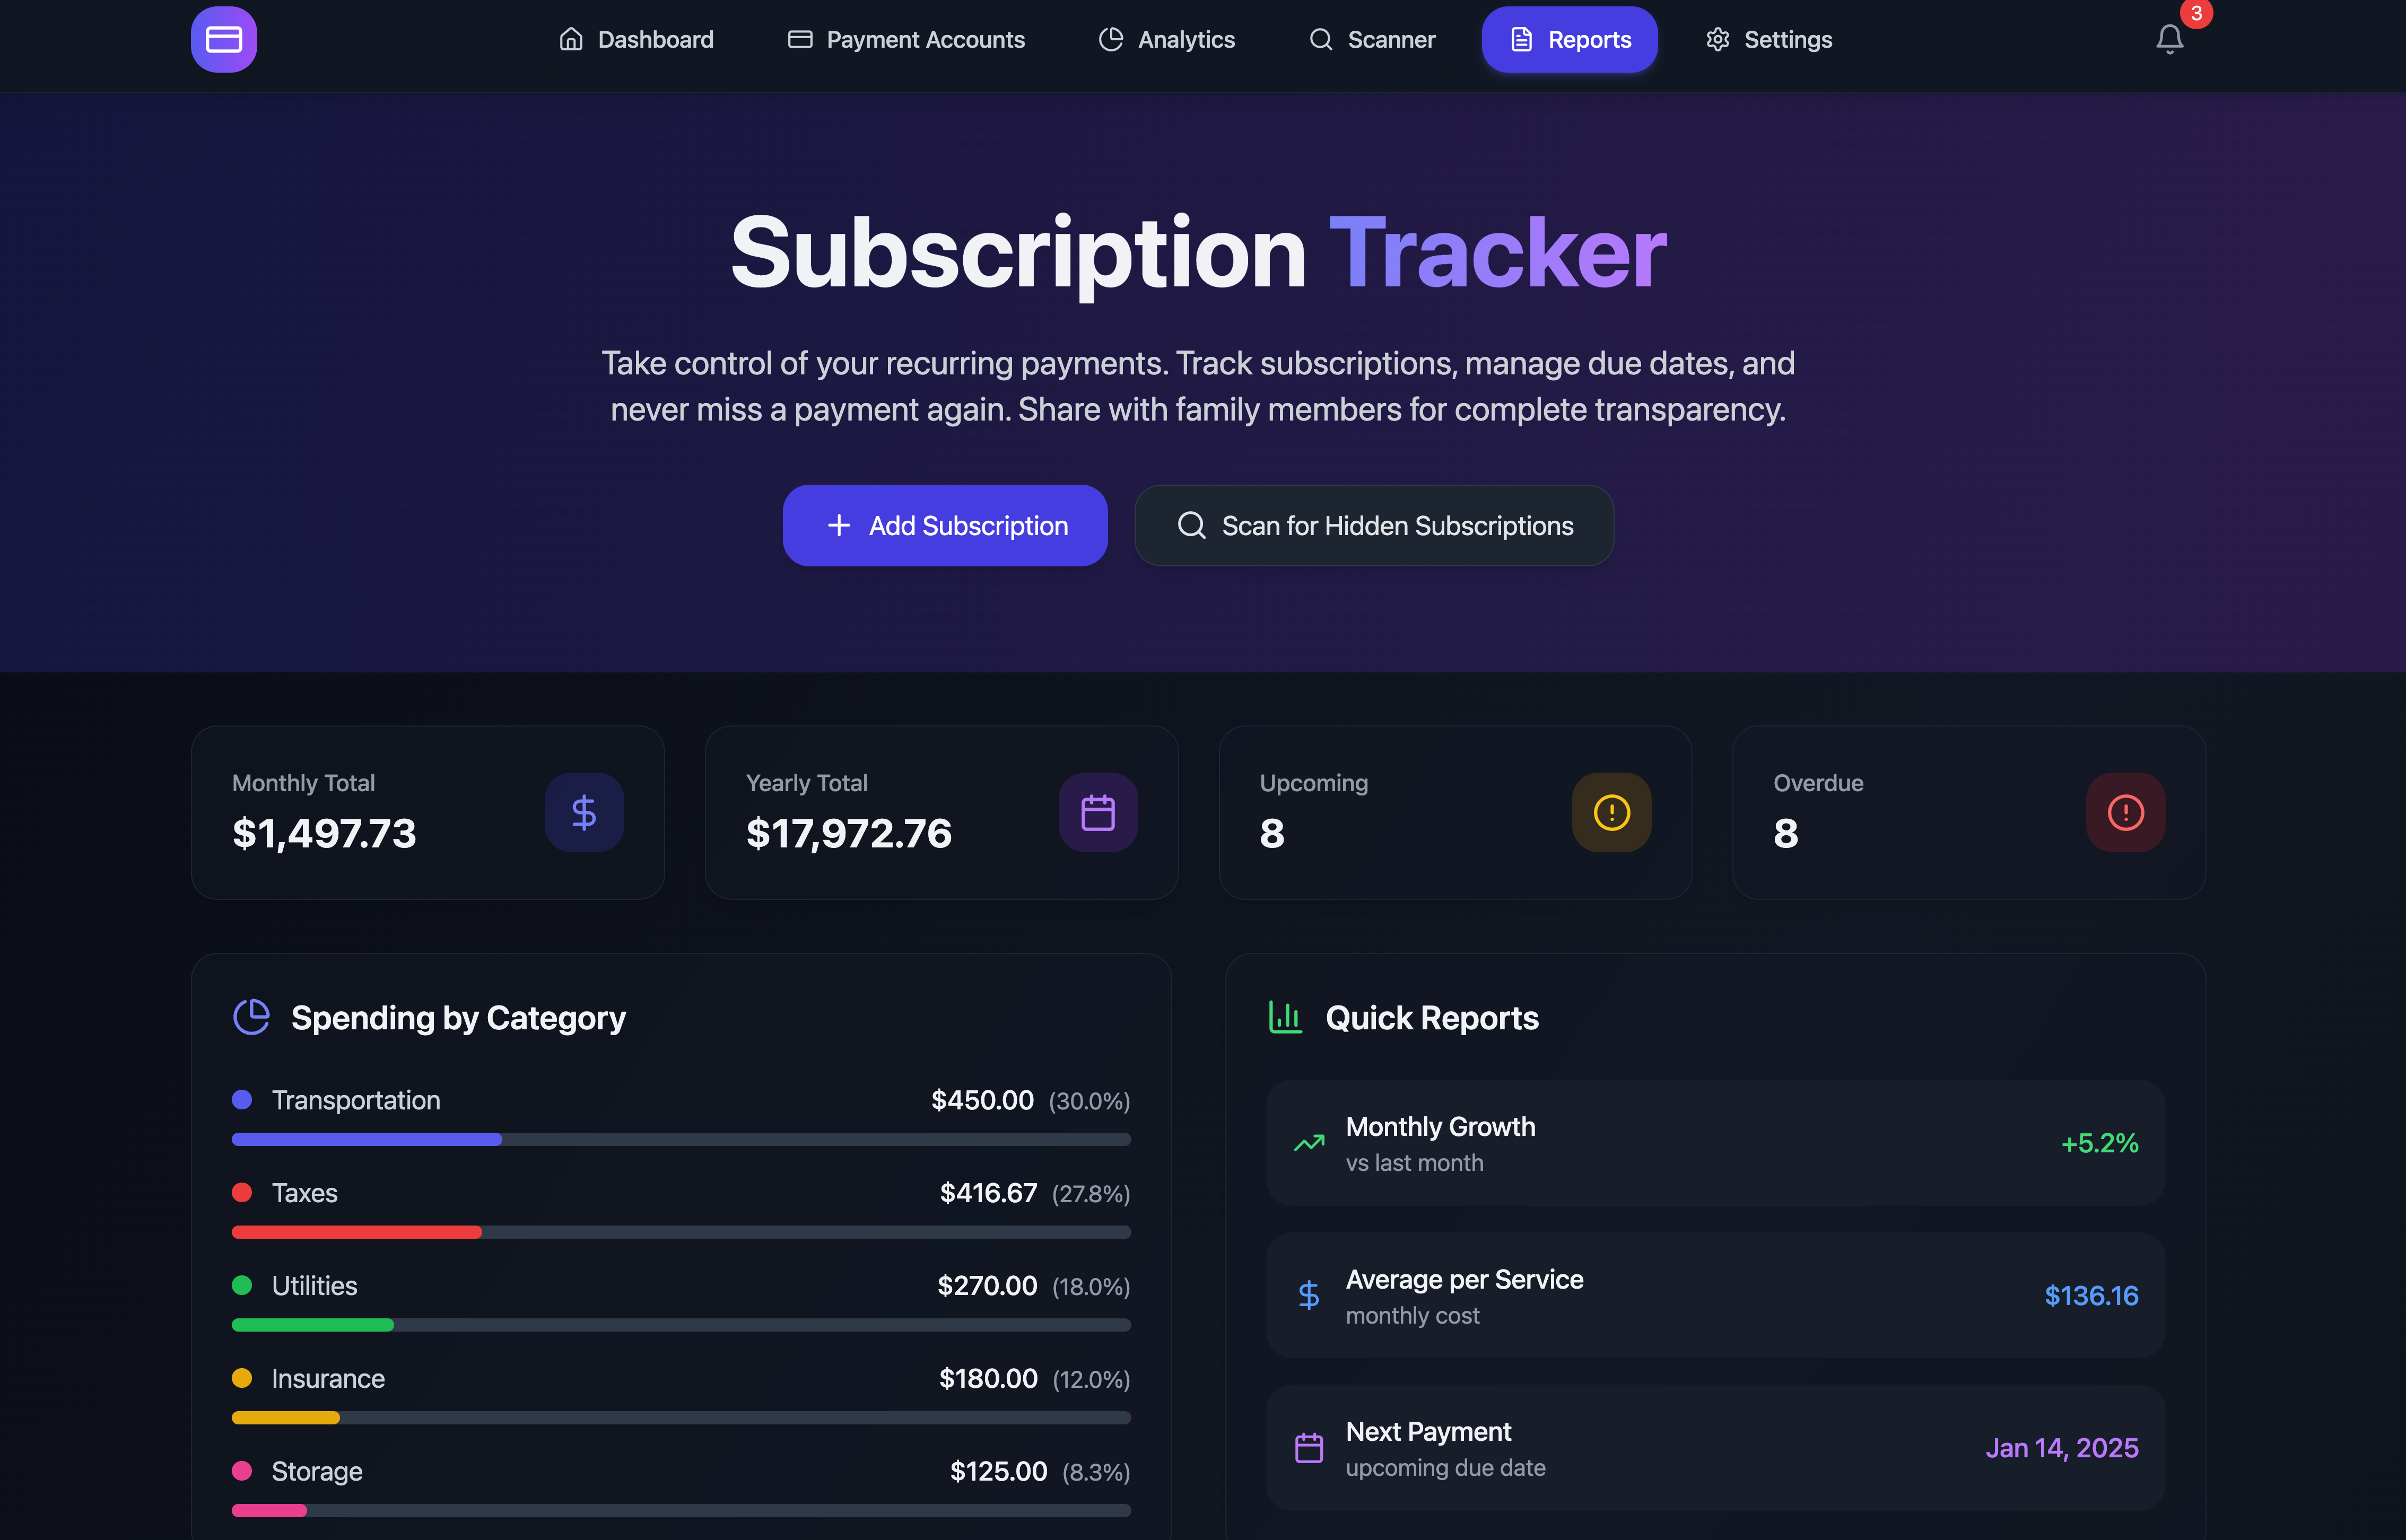 Dashboard
Payment Accounts
Analytics
Scanner
Reports
Settings
3
Subscription Tracker
Take control of your recurring payments. Track subscriptions, manage due dates, and
never miss a payment again. Share with family members for complete transparency.
Add Subscription
Scan for Hidden Subscriptions
Monthly Total
$1,497.73
Yearly Total
$17,972.76
Upcoming
8
Overdue
8
Spending by Category
Transportation $450.00 (30.0%)
Taxes $416.67 (27.8%)
Utilities $270.00 (18.0%)
Insurance $180.00 (12.0%)
Storage $125.00 (8.3%)
Quick Reports
Monthly Growth
vs last month
+5.2%
Average per Service
monthly cost
$136.16
Next Payment
upcoming due date
Jan 14, 2025